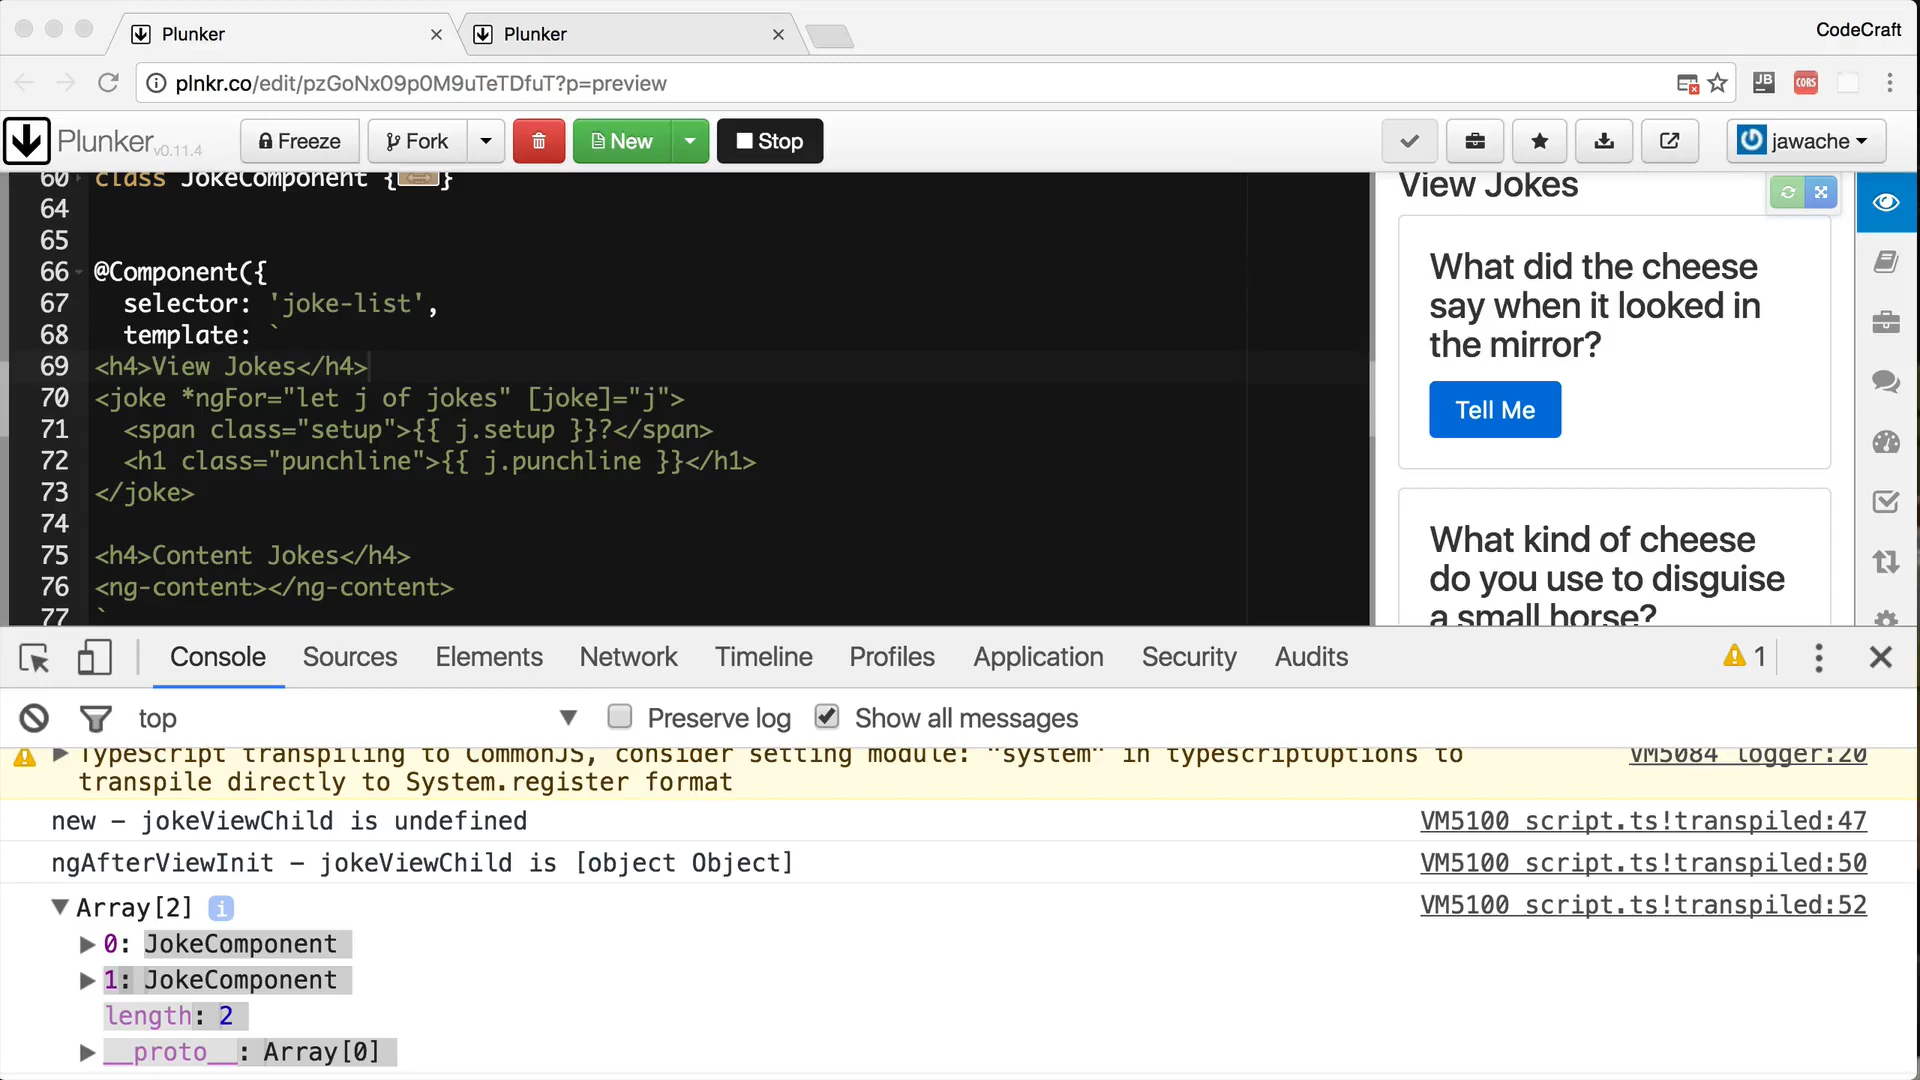 Plunker
Plunker
CodeCraft
plnkr.co/edit/pzGoNx09p0M9uTeTDfuT?p=preview
JB
CORS
Plunker v0.11.4
Freeze
Fork
New
Stop
jawache
60 class JokeComponent {
}
64
65
66 @Component({
67 selector: 'joke-list',
68 template: `
69 <h4>View Jokes</h4>
70 <joke *ngFor="let j of jokes" [joke]="j">
71 <span class="setup">{{ j.setup }}?</span>
72 <h1 class="punchline">{{ j.punchline }}</h1>
73 </joke>
74
75 <h4>Content Jokes</h4>
76 <ng-content></ng-content>
77 `
View Jokes
What did the cheese
say when it looked in
the mirror?
Tell Me
What kind of cheese
do you use to disguise
a small horse?
Console
Sources
Elements
Network
Timeline
Profiles
Application
Security
Audits
1
top
Preserve log
Show all messages
TypeScript transpiling to CommonJS, consider setting module: "system" in typescriptOptions to
transpile directly to System.register format
VM5084 logger:20
new – jokeViewChild is undefined
VM5100 script.ts!transpiled:47
ngAfterViewInit – jokeViewChild is [object Object]
VM5100 script.ts!transpiled:50
Array[2] i
VM5100 script.ts!transpiled:52
0: JokeComponent
1: JokeComponent
length: 2
__proto__: Array[0]